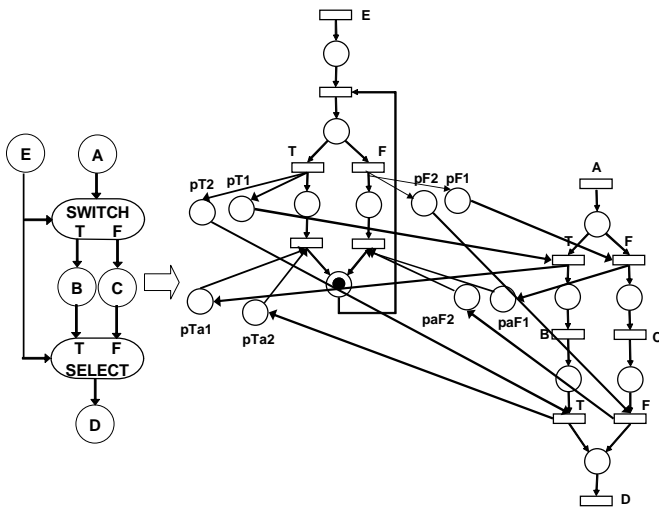 E
T F
pT2 pT1 pF2 pF1
A
E A
SWITCH
T F
T F
B C
pTa1
pTa2
paF2
paF1
B C
T F
SELECT
T F
D
D